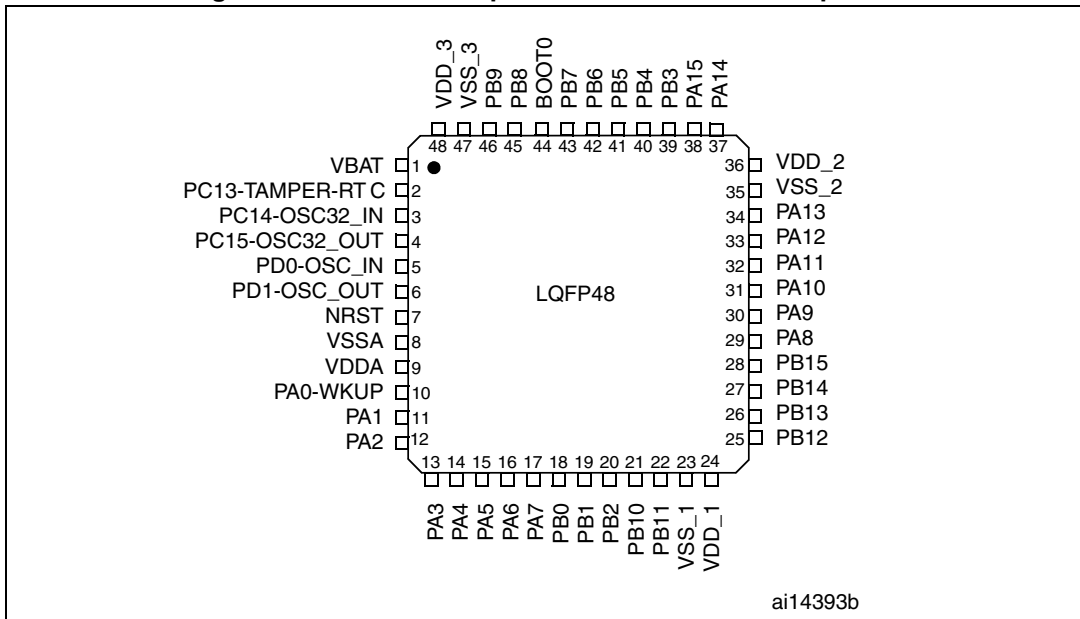 VDD_3
VSS_3
PB9
PB8
BOOT0
PB7
PB6
PB5
PB4
PB3
PA15
PA14
48 47 46 45 44 43 42 41 40 39 38 37
VBAT 1
PC13-TAMPER-RT C 2
PC14-OSC32_IN 3
PC15-OSC32_OUT 4
PD0-OSC_IN 5
PD1-OSC_OUT 6
NRST 7
VSSA 8
VDDA 9
PA0-WKUP 10
PA1 11
PA2 12
LQFP48
36 VDD_2
35 VSS_2
34 PA13
33 PA12
32 PA11
31 PA10
30 PA9
29 PA8
28 PB15
27 PB14
26 PB13
25 PB12
13 14 15 16 17 18 19 20 21 22 23 24
PA3
PA4
PA5
PA6
PA7
PB0
PB1
PB2
PB10
PB11
VSS_1
VDD_1
ai14393b